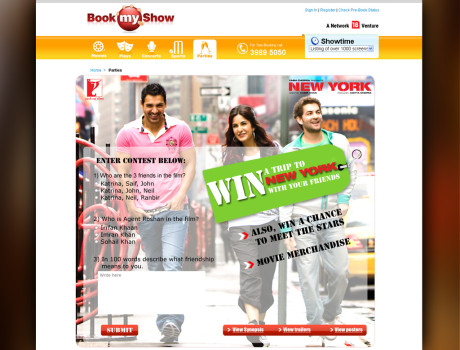 Book my Show
Sign in | Register | Check Pre-Book Status
A Network 18 Venture
Movies
Plays
Concerts
Sports
Parties
For Tele-Booking call
3989 5050
Showtime
Listing of over 1000 screens
Home > Parties
NEW YORK
ENTER CONTEST BELOW:
1) Who are the 3 friends in the film?
Katrina, Saif, John
Katrina, John, Neil
Katrina, Neil, Ranbir
2) Who is Agent Roshan in the film?
Irrfan Khaan
Imran Khan
Sohail Khan
3) In 100 words describe what friendship
means to you.
Write here
WIN A TRIP TO
NEW YORK
WITH YOUR FRIENDS
ALSO, WIN A CHANCE
TO MEET THE STARS
MOVIE MERCHANDISE
SUBMIT
View Synopsis
View trailers
View posters